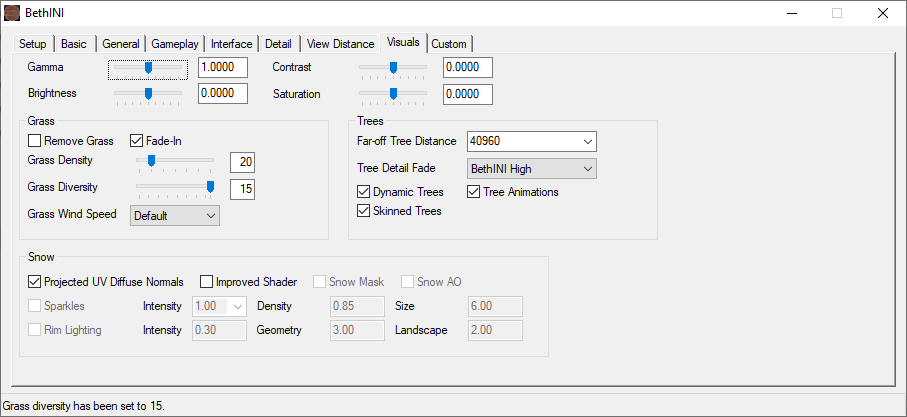 BethINI
Setup Basic General Gameplay Interface Detail View Distance Visuals Custom
Gamma 1.0000 Contrast 0.0000
Brightness 0.0000 Saturation 0.0000
Grass Trees
Remove Grass Fade-In Far-off Tree Distance 40960
Grass Density 20 Tree Detail Fade BethINI High
Grass Diversity 15 Dynamic Trees Tree Animations
Grass Wind Speed Default Skinned Trees
Snow
Projected UV Diffuse Normals Improved Shader Snow Mask Snow AO
Sparkles Intensity 1.00 Density 0.85 Size 6.00
Rim Lighting Intensity 0.30 Geometry 3.00 Landscape 2.00
Grass diversity has been set to 15.